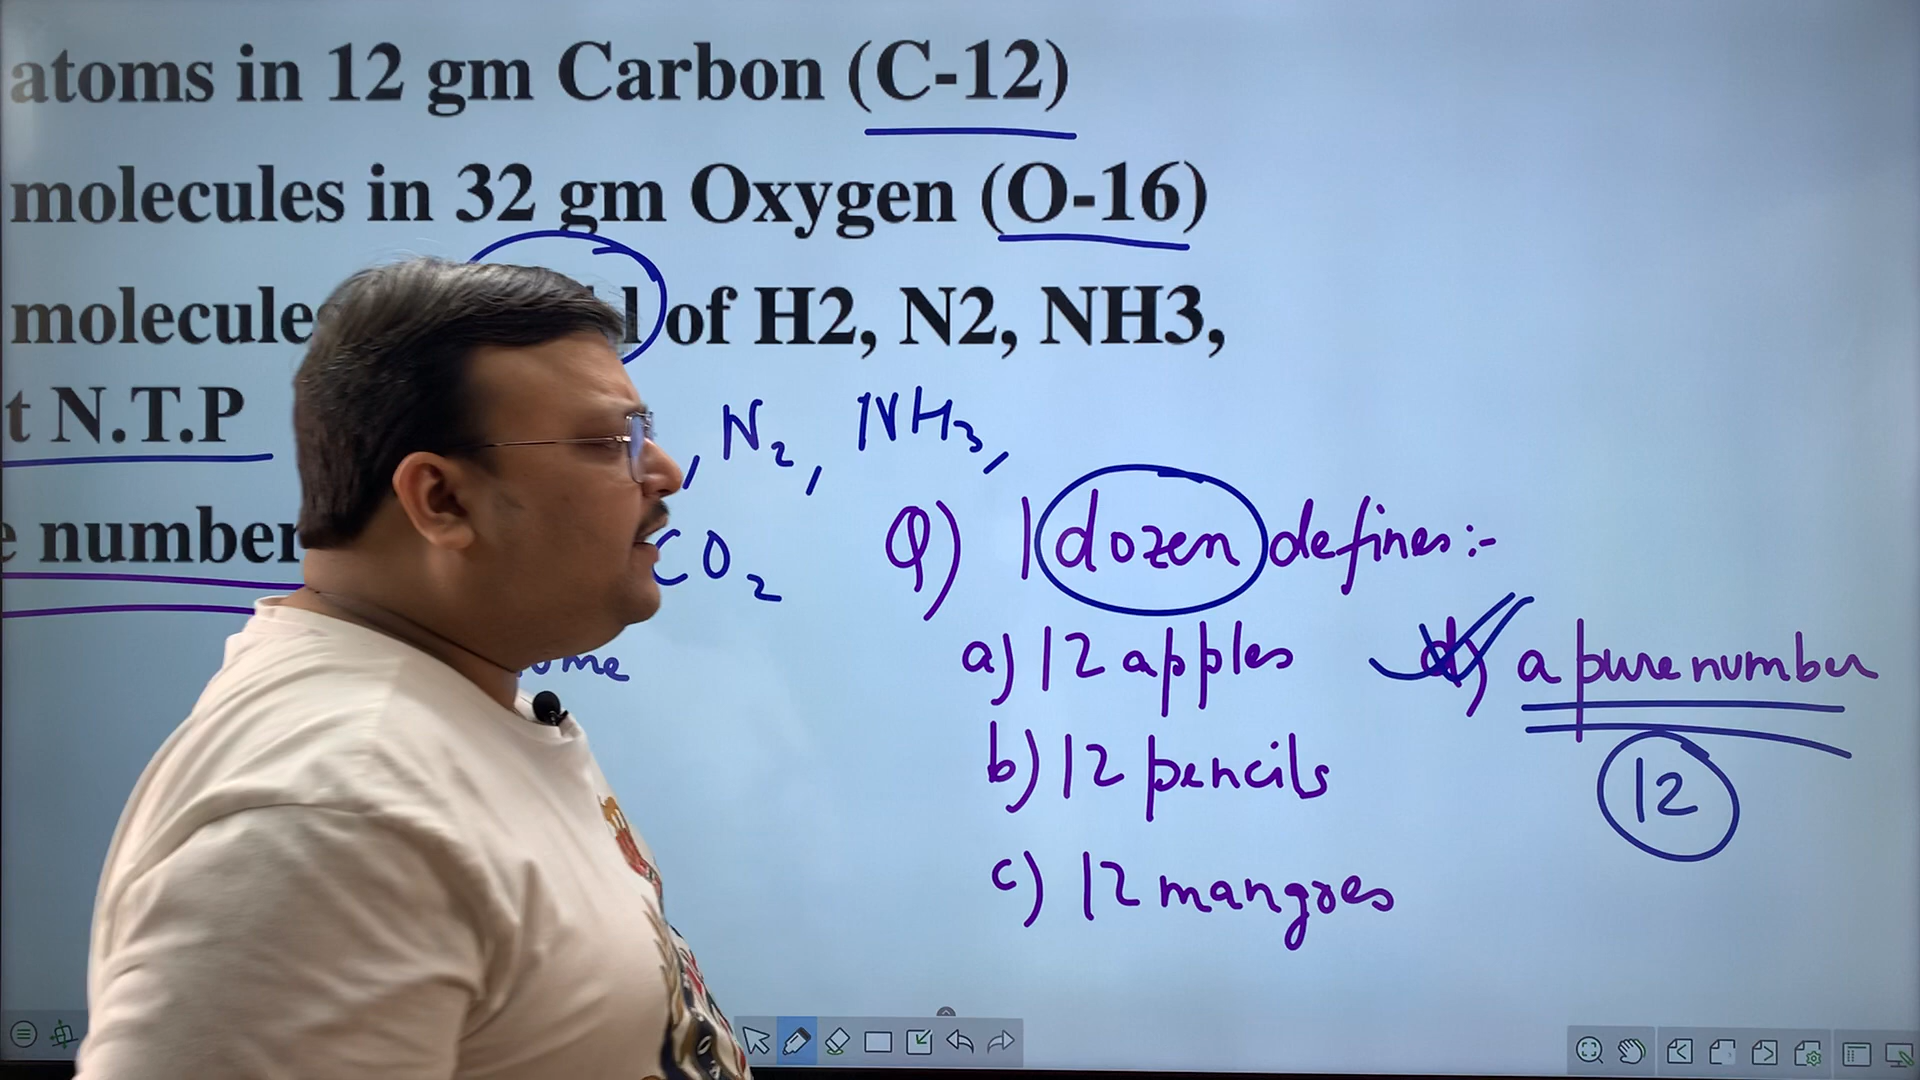 atoms in 12 gm Carbon (C-12)
molecules in 32 gm Oxygen (O-16)
molecules of H2, N2, NH3,
t N.T.P
, N2, NH3,
e number
CO2
Q) 1 dozen defines :-
a) 12 apples
d) a pure number
b) 12 pencils
12
c) 12 mangoes